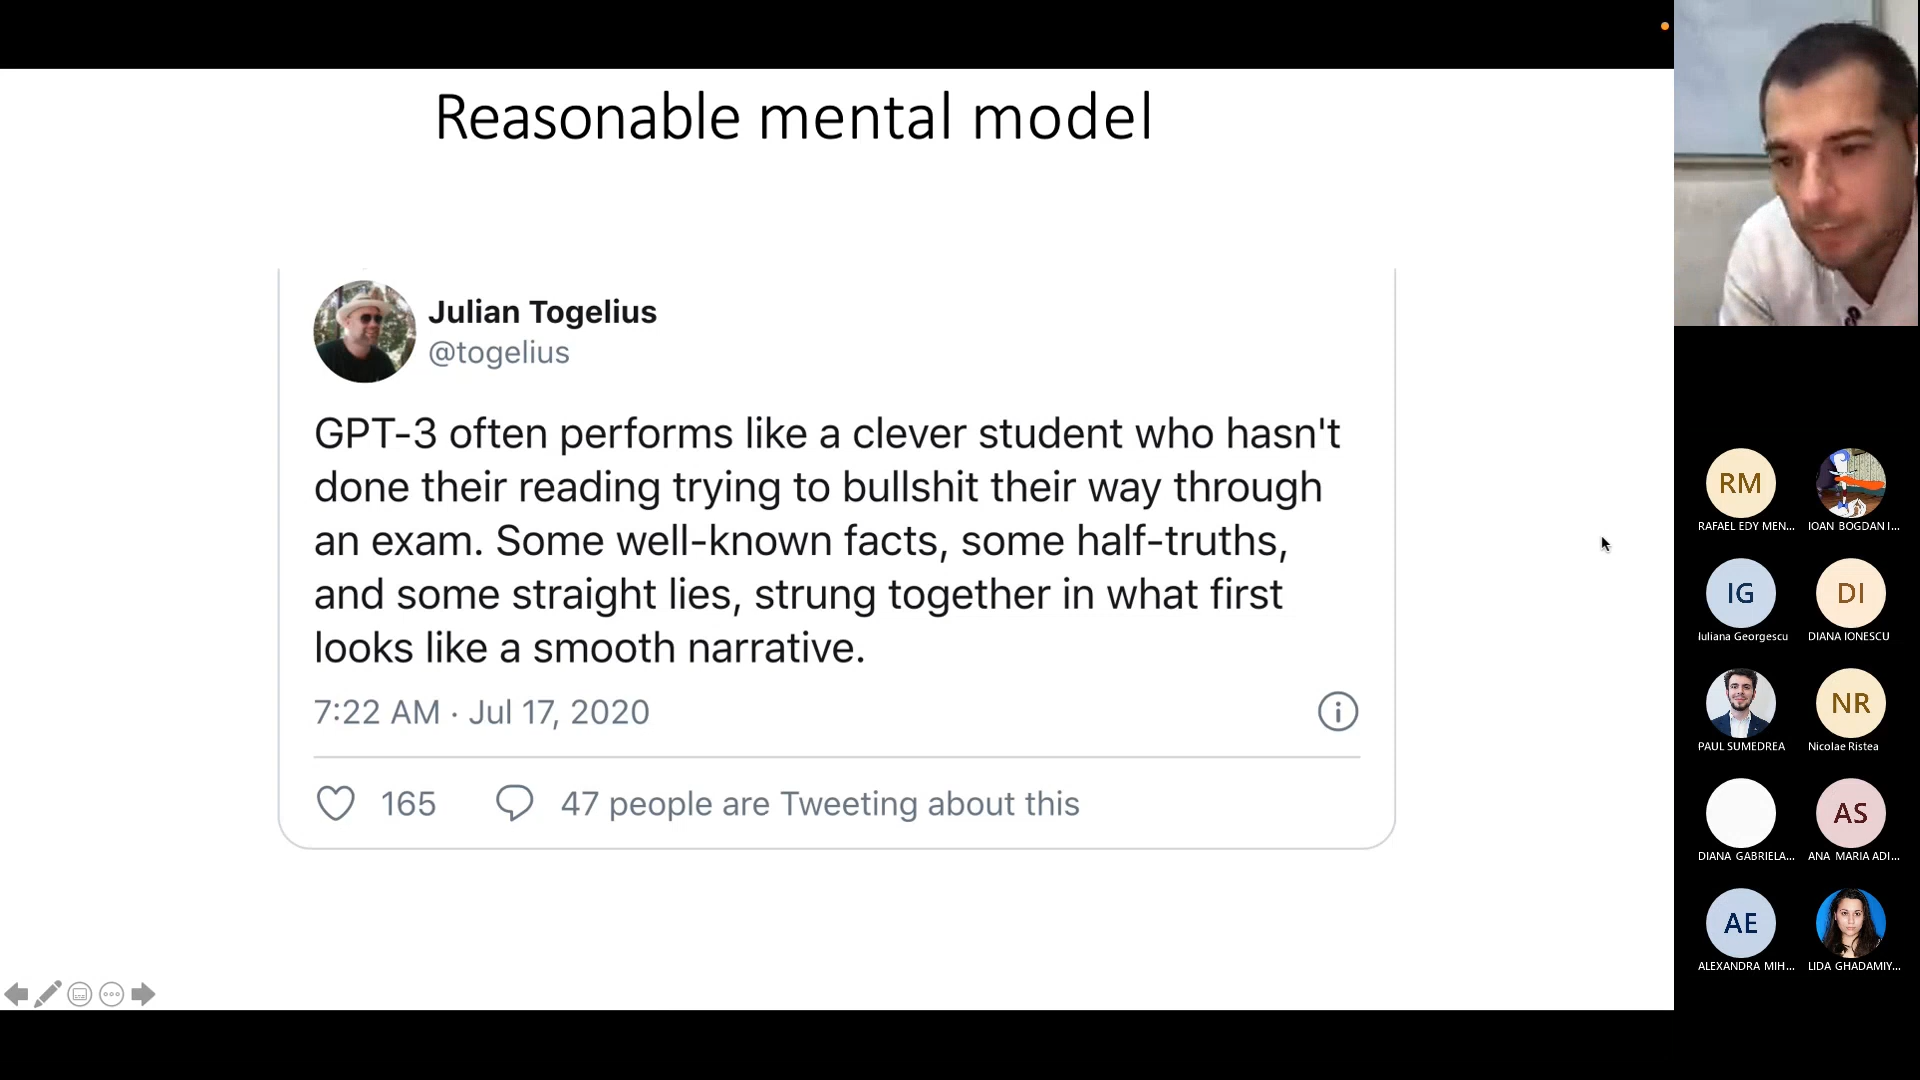 Reasonable mental model
Julian Togelius
@togelius
GPT-3 often performs like a clever student who hasn't
done their reading trying to bullshit their way through
an exam. Some well-known facts, some half-truths,
and some straight lies, strung together in what first
looks like a smooth narrative.
7:22 AM · Jul 17, 2020
165 47 people are Tweeting about this
RM
RAFAEL EDY MEN... IOAN BOGDAN I...
IG DI
Iuliana Georgescu DIANA IONESCU
NR
PAUL SUMEDREA Nicolae Ristea
AS
DIANA GABRIELA... ANA MARIA ADI...
AE
ALEXANDRA MIH... LIDA GHADAMIY...